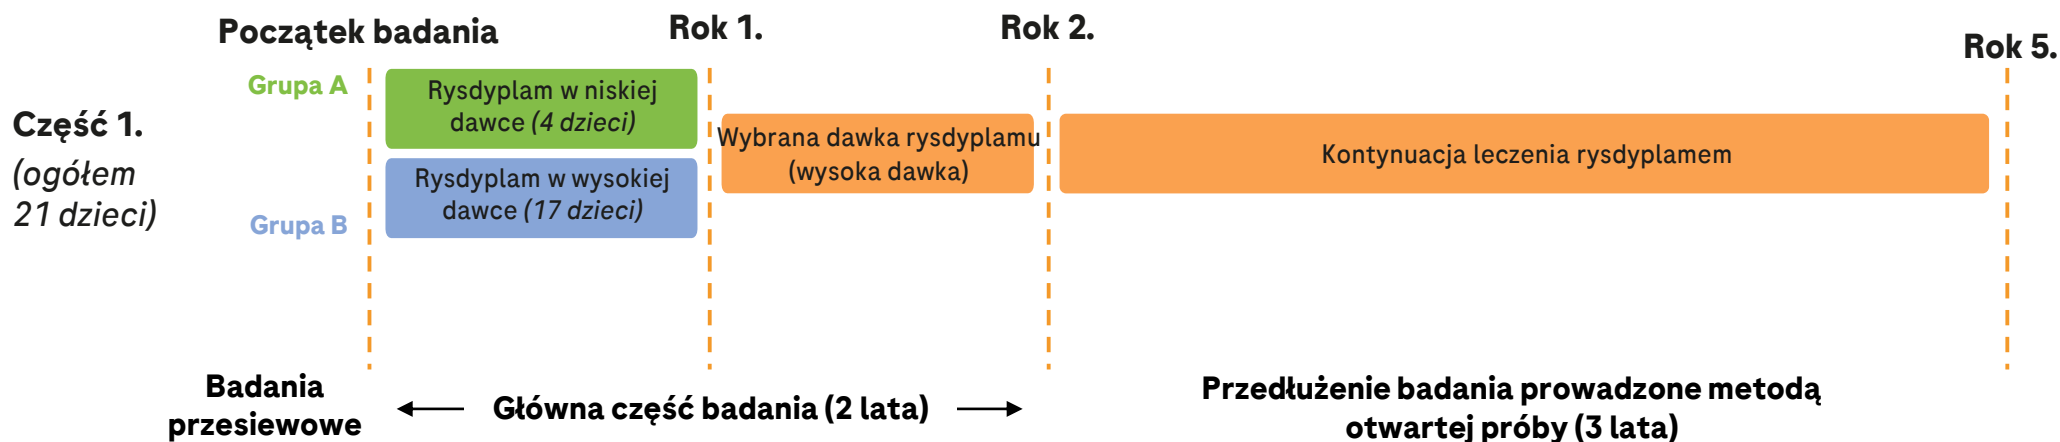 Początek badania
Rok 1.
Rok 2.
Rok 5.
Część 1.
(ogółem
21 dzieci)
Grupa A
Rysdyplam w niskiej
dawce (4 dzieci)
Grupa B
Rysdyplam w wysokiej
dawce (17 dzieci)
Wybrana dawka rysdyplamu
(wysoka dawka)
Kontynuacja leczenia rysdyplamem
Badania
przesiewowe
Główna część badania (2 lata)
Przedłużenie badania prowadzone metodą
otwartej próby (3 lata)